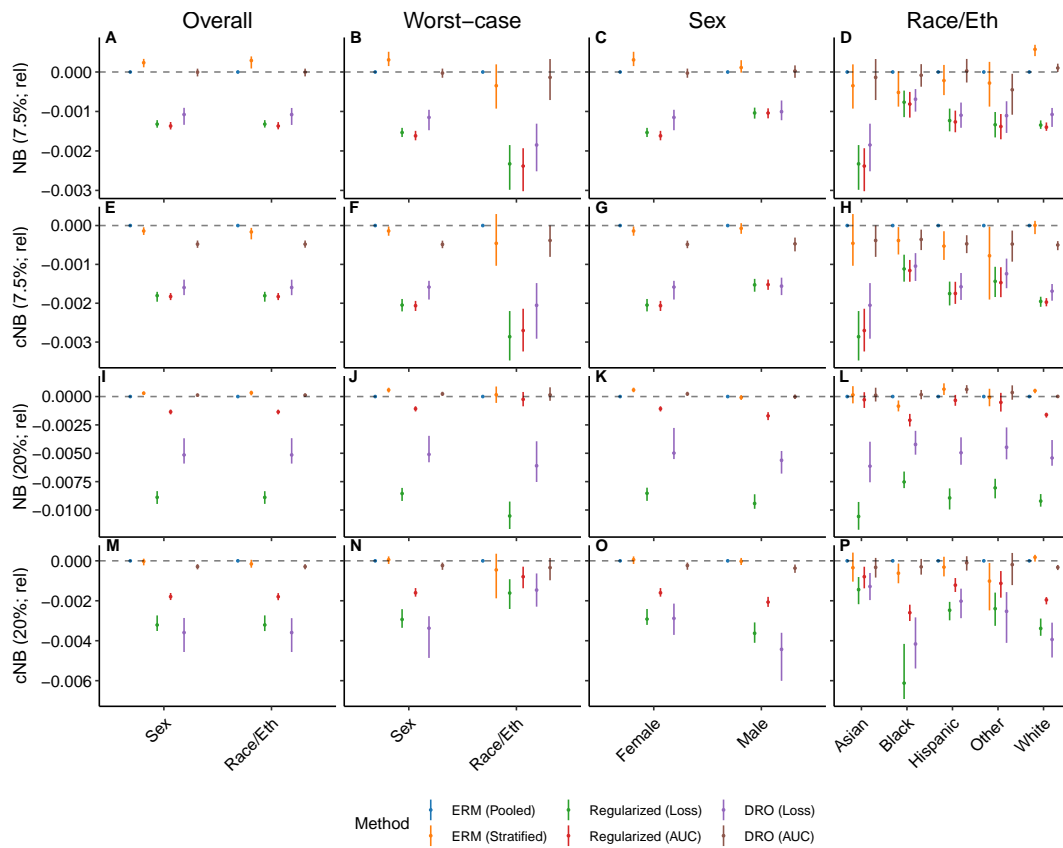 Overall
Worst−case
Sex
Race/Eth
A
B
C
D
NB (7.5%; rel)
0.000
−0.001
−0.002
−0.003
E
F
G
H
cNB (7.5%; rel)
0.000
−0.001
−0.002
−0.003
I
J
K
L
NB (20%; rel)
0.0000
−0.0025
−0.0050
−0.0075
−0.0100
M
N
O
P
cNB (20%; rel)
0.000
−0.002
−0.004
−0.006
Sex
Race/Eth
Sex
Race/Eth
Female
Male
Asian
Black
Hispanic
Other
White
Method
ERM (Pooled)
Regularized (Loss)
DRO (Loss)
ERM (Stratified)
Regularized (AUC)
DRO (AUC)